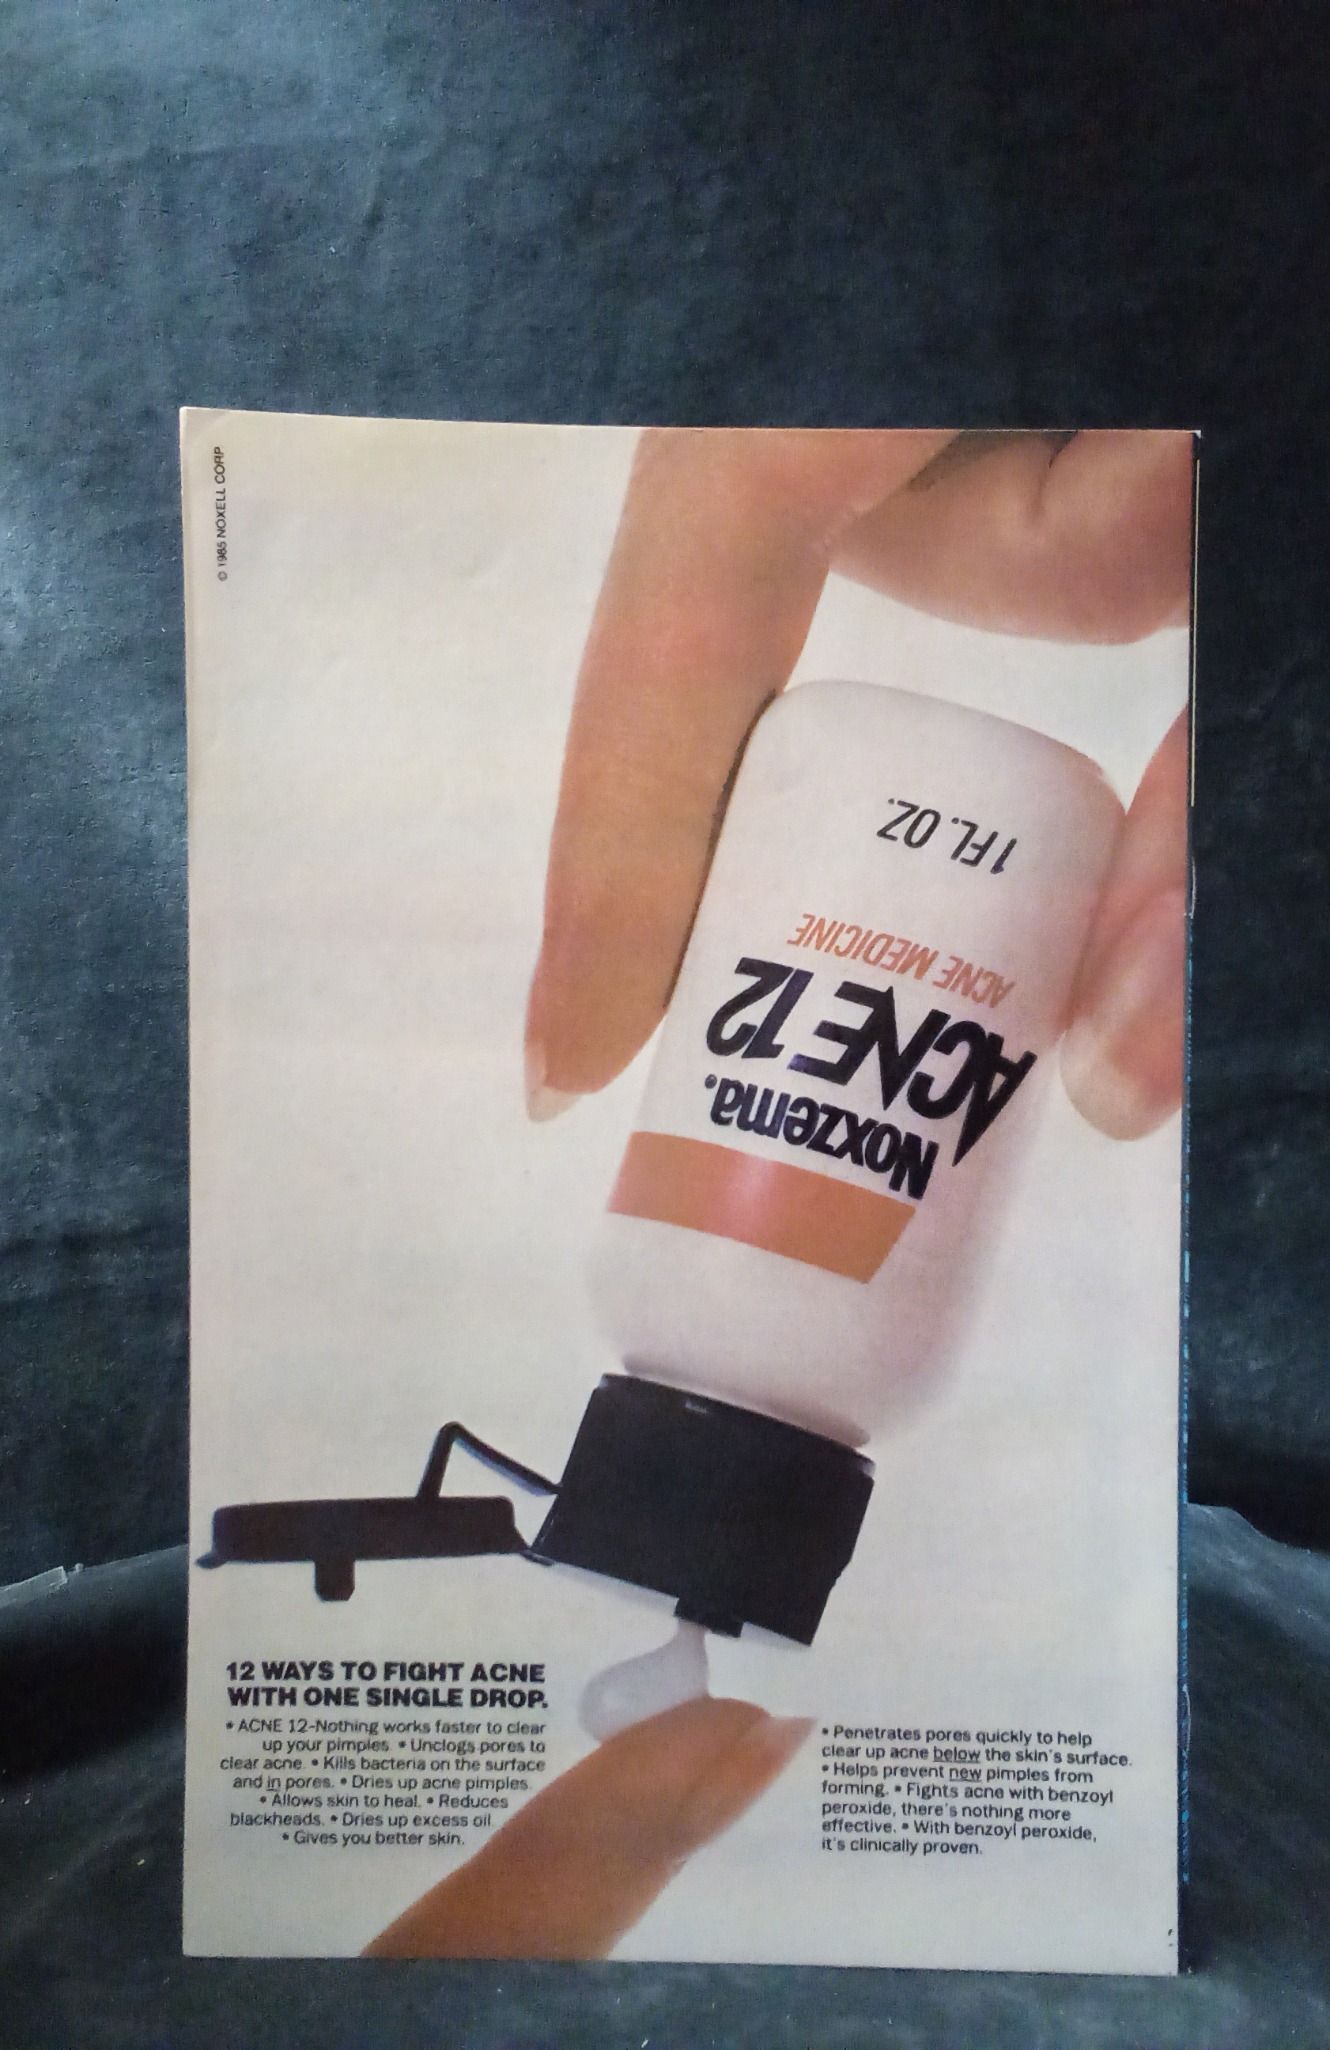 © 1985 NOXELL CORP
1 FL. OZ.
ACNE MEDICINE
ACNE 12
Noxzema.
12 WAYS TO FIGHT ACNE
WITH ONE SINGLE DROP.
• ACNE 12-Nothing works faster to clear
up your pimples • Unclogs pores to
clear acne. • Kills bacteria on the surface
and in pores. • Dries up acne pimples.
• Allows skin to heal. • Reduces
blackheads. • Dries up excess oil.
• Gives you better skin.
• Penetrates pores quickly to help
clear up acne below the skin's surface.
• Helps prevent new pimples from
forming. • Fights acne with benzoyl
peroxide, there's nothing more
effective. • With benzoyl peroxide,
it's clinically proven.